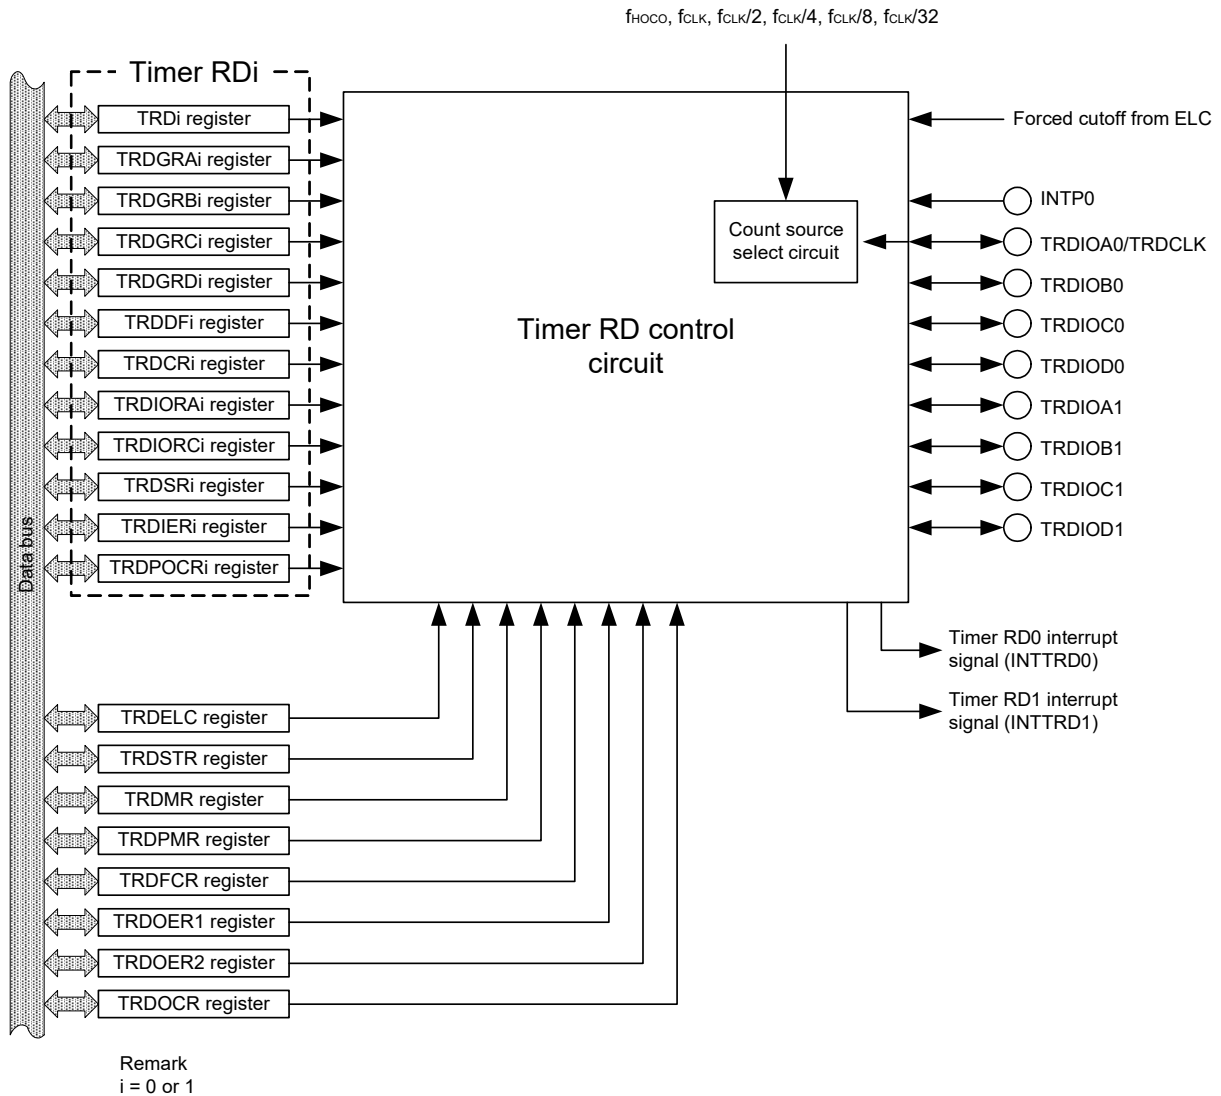 fHOCO, fCLK, fCLK/2, fCLK/4, fCLK/8, fCLK/32
Timer RDi
TRDi register
TRDGRAi register
TRDGRBi register
TRDGRCi register
TRDGRDi register
TRDDFi register
TRDCRi register
TRDIORAi register
TRDIORCi register
TRDSRi register
TRDIERi register
TRDPOCRi register
Data bus
Timer RD control
circuit
Count source
select circuit
Forced cutoff from ELC
INTP0
TRDIOA0/TRDCLK
TRDIOB0
TRDIOC0
TRDIOD0
TRDIOA1
TRDIOB1
TRDIOC1
TRDIOD1
Timer RD0 interrupt
signal (INTTRD0)
Timer RD1 interrupt
signal (INTTRD1)
TRDELC register
TRDSTR register
TRDMR register
TRDPMR register
TRDFCR register
TRDOER1 register
TRDOER2 register
TRDOCR register
Remark
i = 0 or 1